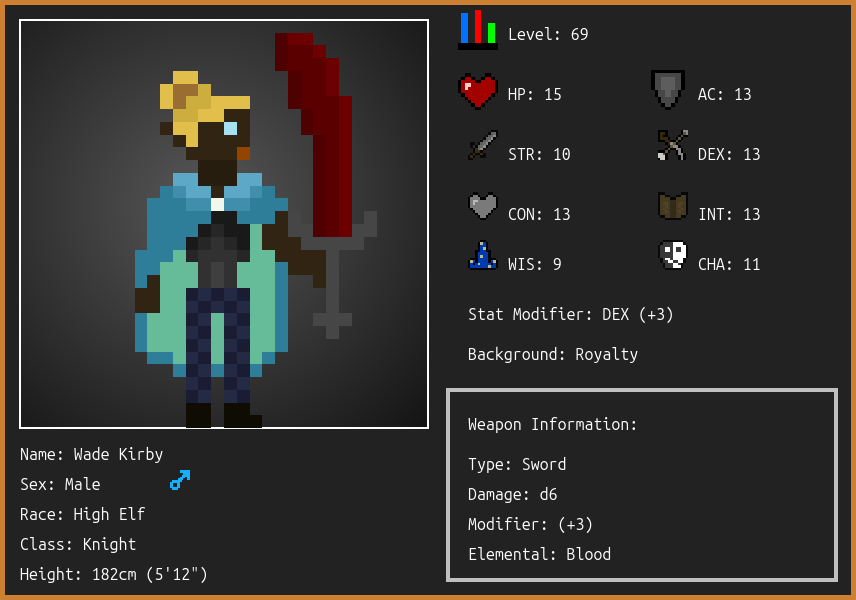 Level: 69
HP: 15
AC: 13
STR: 10
DEX: 13
CON: 13
INT: 13
WIS: 9
CHA: 11
Stat Modifier: DEX (+3)
Background: Royalty
Weapon Information:
Type: Sword
Damage: d6
Modifier: (+3)
Elemental: Blood
Name: Wade Kirby
Sex: Male
Race: High Elf
Class: Knight
Height: 182cm (5'12")